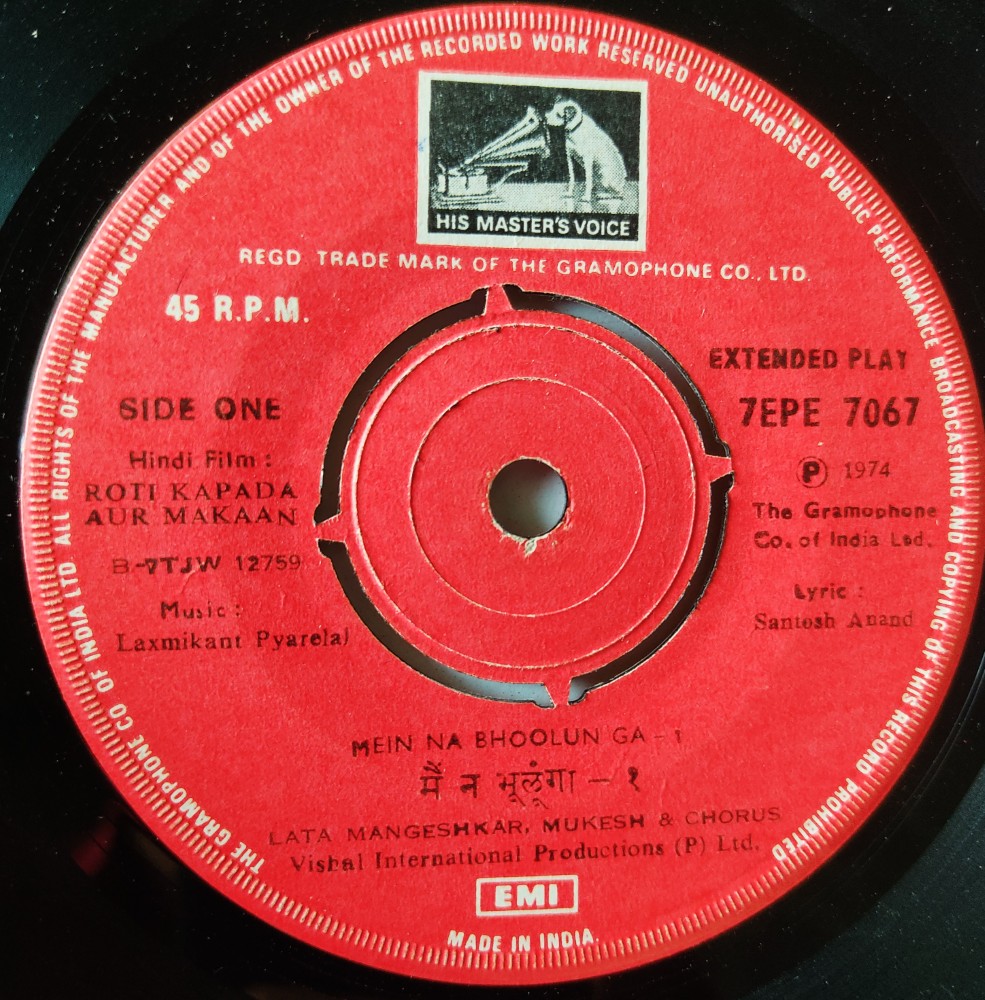 THE GRAMOPHONE CO OF INDIA LTD ALL RIGHTS OF THE MANUFACTURER AND OF THE OWNER OF THE RECORDED WORK RESERVED UNAUTHORISED PUBLIC PERFORMANCE BROADCASTING AND COPYING OF THIS RECORD PROHIBITED
HIS MASTER'S VOICE
REGD TRADE MARK OF THE GRAMOPHONE CO., LTD.
45 R.P.M.
EXTENDED PLAY
SIDE ONE
7EPE 7067
Hindi Film :
ROTI KAPADA
AUR MAKAAN
Ⓟ 1974
The Gramophone
Co. of India Ltd.
B-7TJW 12759
Music :
Laxmikant Pyarelal
Lyric :
Santosh Anand
MEIN NA BHOOLUN GA - 1
मैं न भूलूंगा - १
LATA MANGESHKAR, MUKESH & CHORUS
Vishal International Productions (P) Ltd.
EMI
MADE IN INDIA